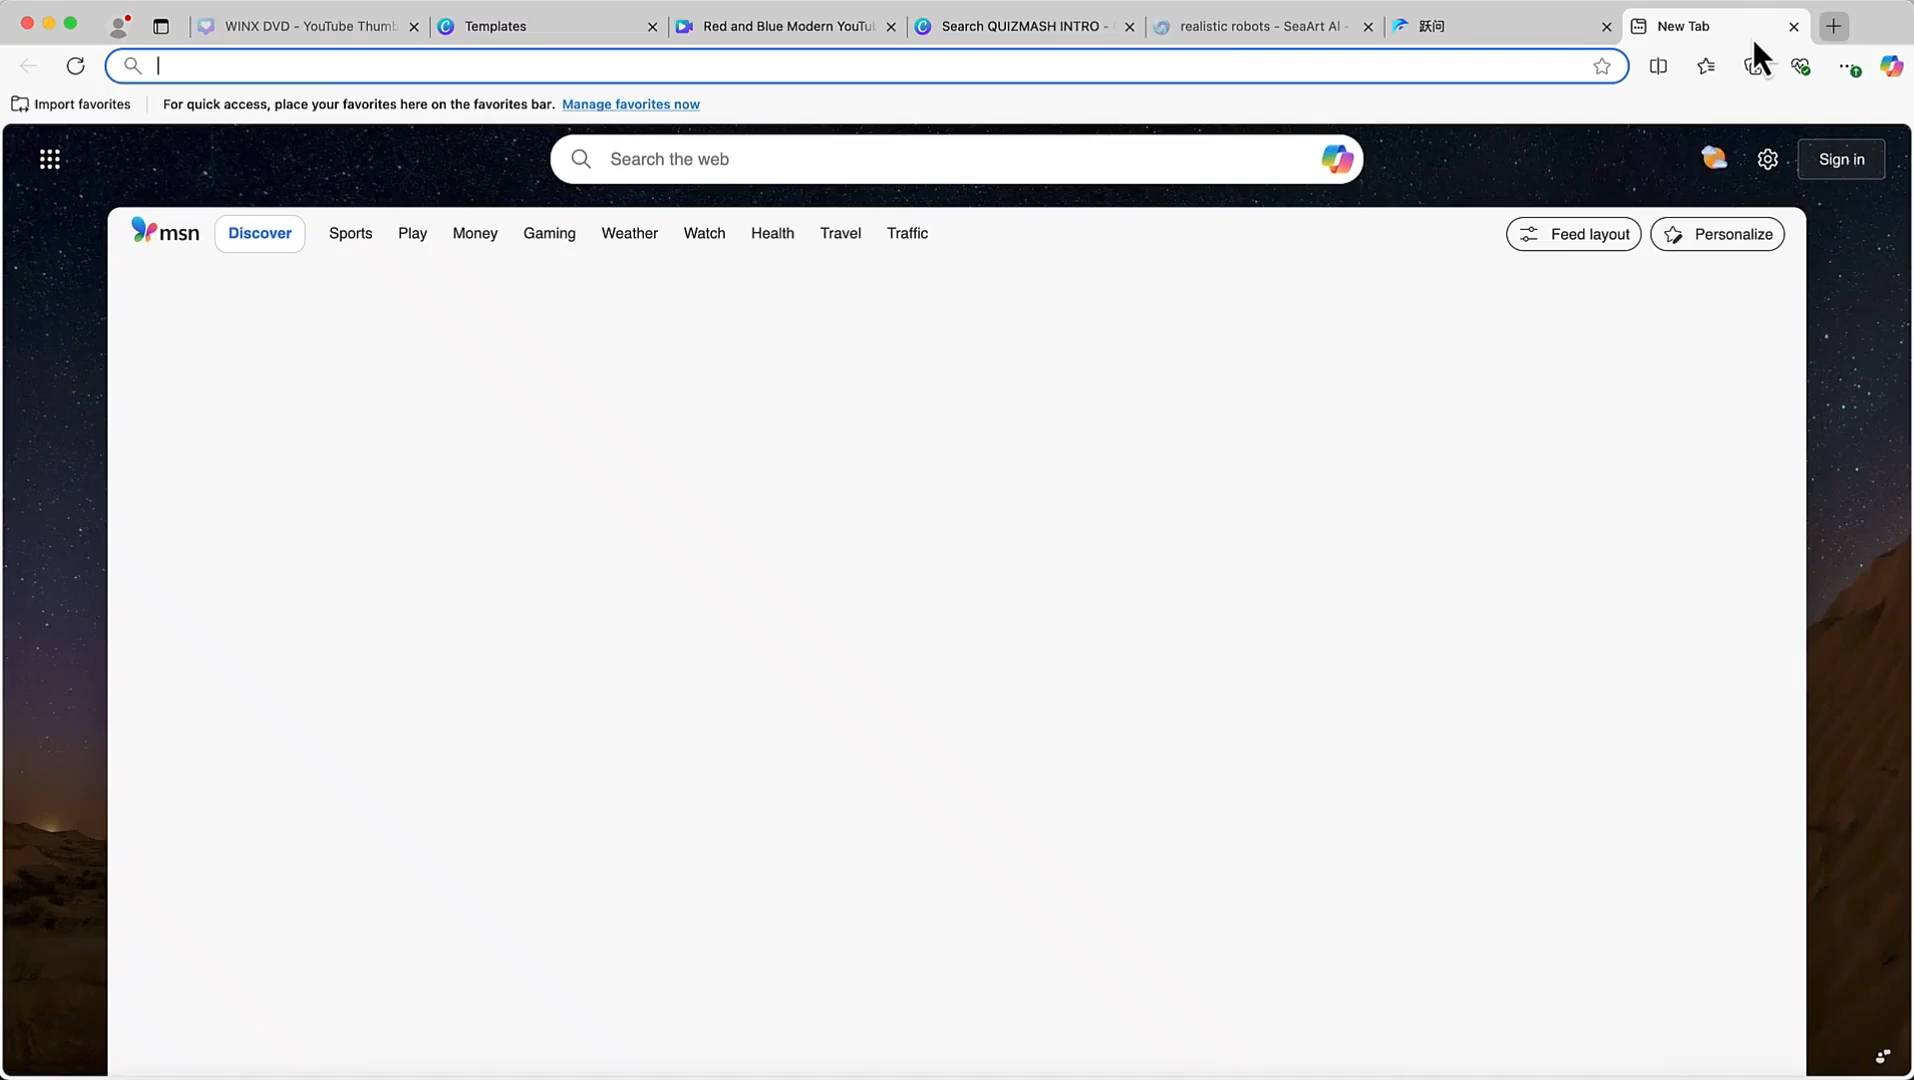 WINX DVD - YouTube Thumb
Templates
Red and Blue Modern YouTu
Search QUIZMASH INTRO -
realistic robots - SeaArt AI -
跃问
New Tab
Import favorites
For quick access, place your favorites here on the favorites bar. Manage favorites now
Search the web
Sign in
msn
Discover
Sports
Play
Money
Gaming
Weather
Watch
Health
Travel
Traffic
Feed layout
Personalize